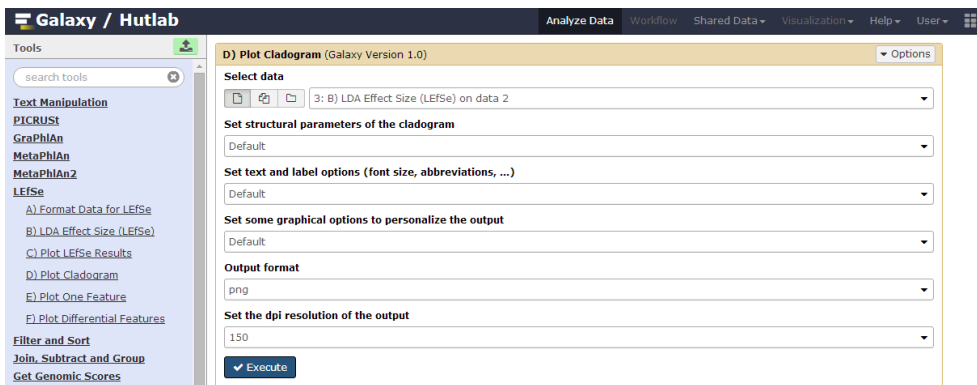 Galaxy / Hutlab
Analyze Data Workflow Shared Data Visualization Help User
Tools
search tools
Text Manipulation
PICRUSt
GraPhlAn
MetaPhlAn
MetaPhlAn2
LEfSe
A) Format Data for LEfSe
B) LDA Effect Size (LEfSe)
C) Plot LEfSe Results
D) Plot Cladogram
E) Plot One Feature
F) Plot Differential Features
Filter and Sort
Join, Subtract and Group
Get Genomic Scores
D) Plot Cladogram (Galaxy Version 1.0)
Options
Select data
3: B) LDA Effect Size (LEfSe) on data 2
Set structural parameters of the cladogram
Default
Set text and label options (font size, abbreviations, ...)
Default
Set some graphical options to personalize the output
Default
Output format
png
Set the dpi resolution of the output
150
Execute